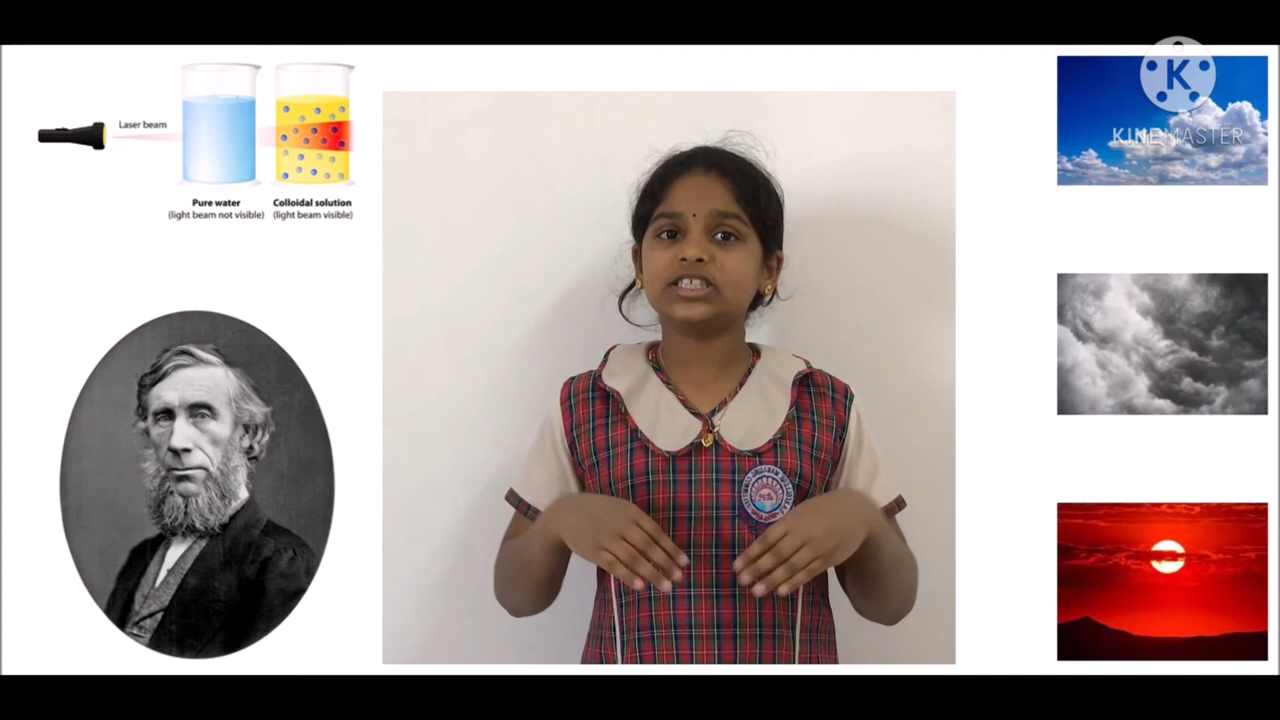 Laser beam
Pure water
(light beam not visible)
Colloidal solution
(light beam visible)
K
KINEMASTER